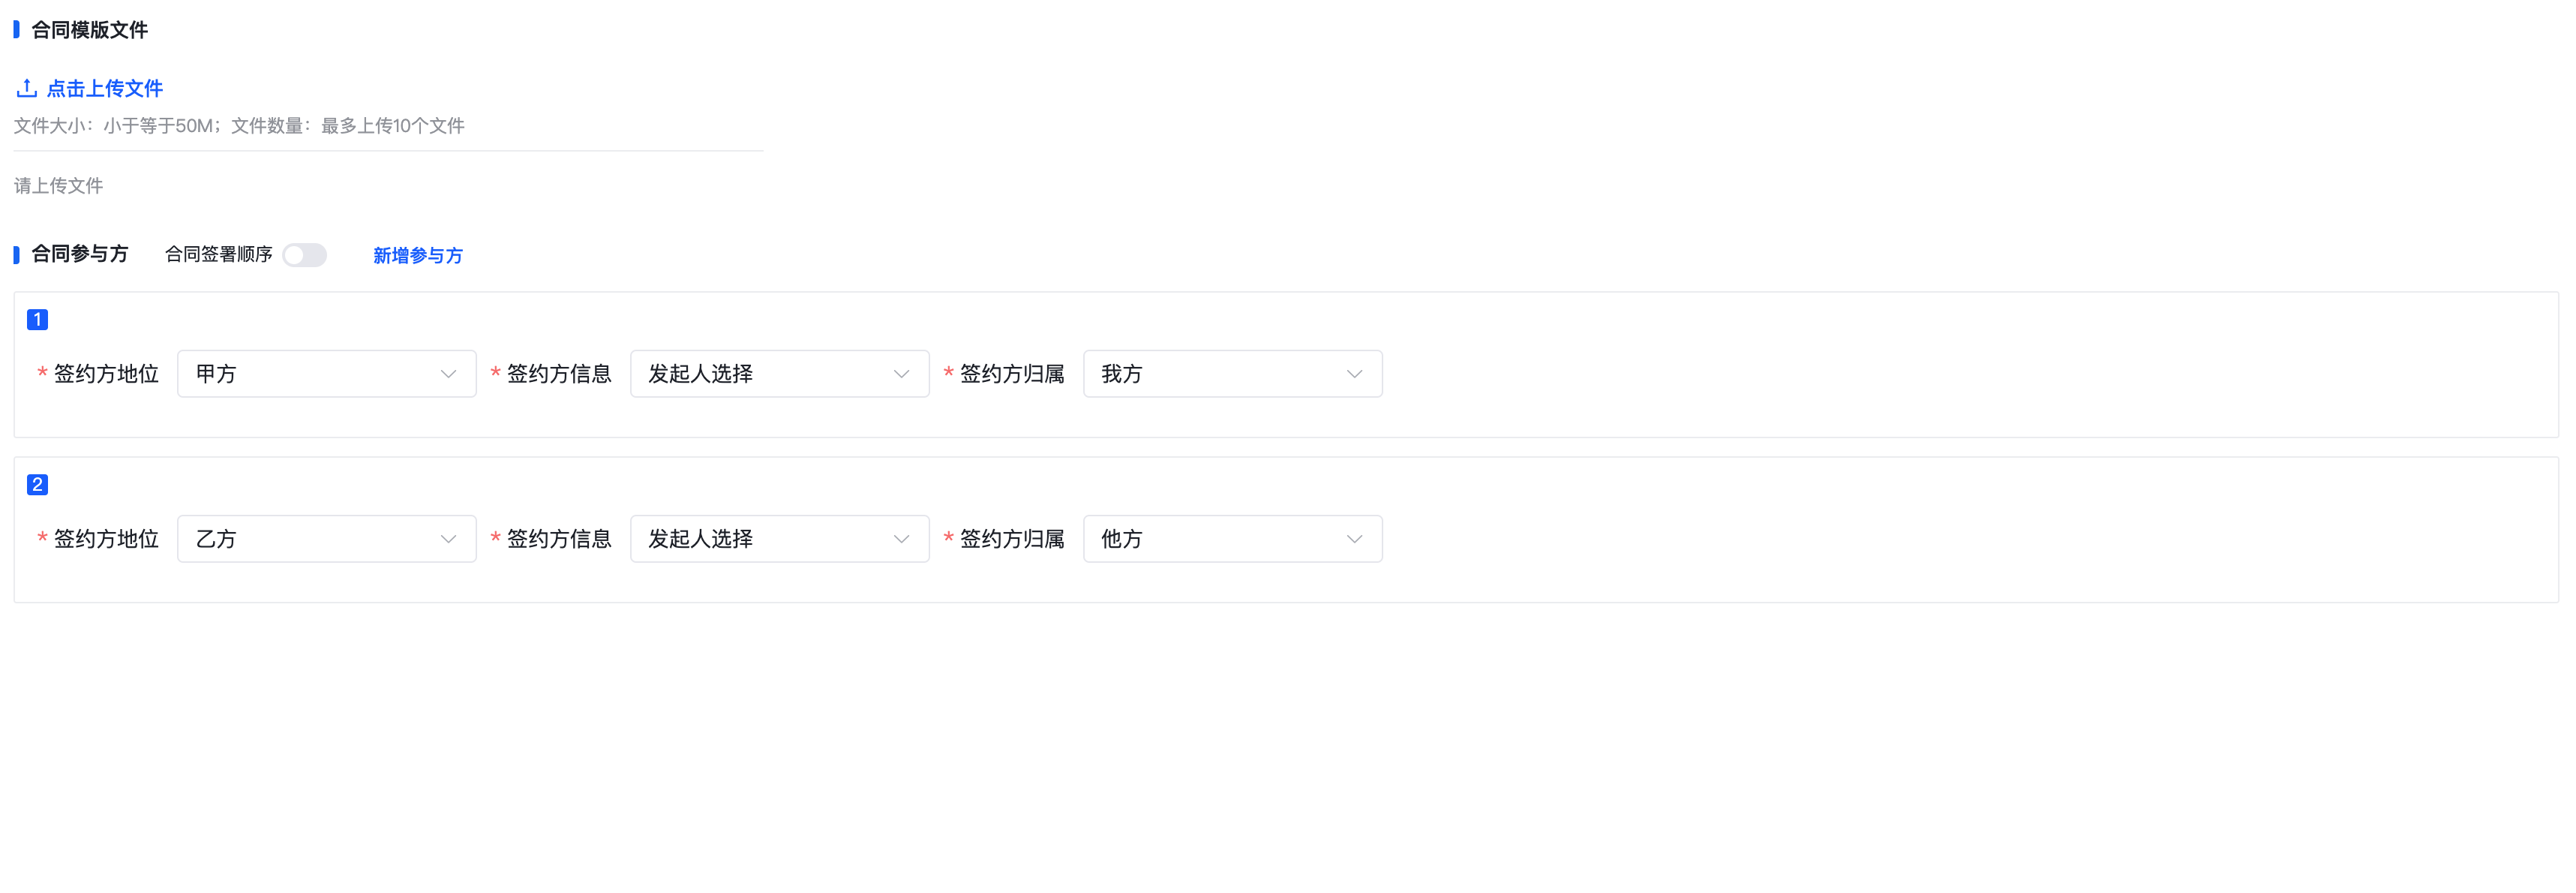 合同模版文件
点击上传文件
文件大小：小于等于50M；文件数量：最多上传10个文件
请上传文件
合同参与方 合同签署顺序 新增参与方
1
* 签约方地位 甲方 * 签约方信息 发起人选择 * 签约方归属 我方
2
* 签约方地位 乙方 * 签约方信息 发起人选择 * 签约方归属 他方